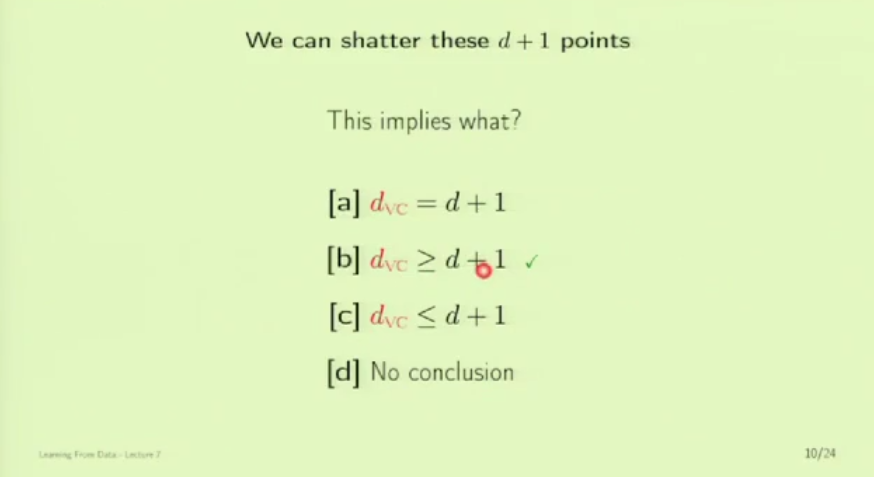 We can shatter these d + 1 points
This implies what?
[a] dVC = d + 1
[b] dVC ≥ d + 1 ✓
[c] dVC ≤ d + 1
[d] No conclusion
Learning From Data - Lecture 7
10/24